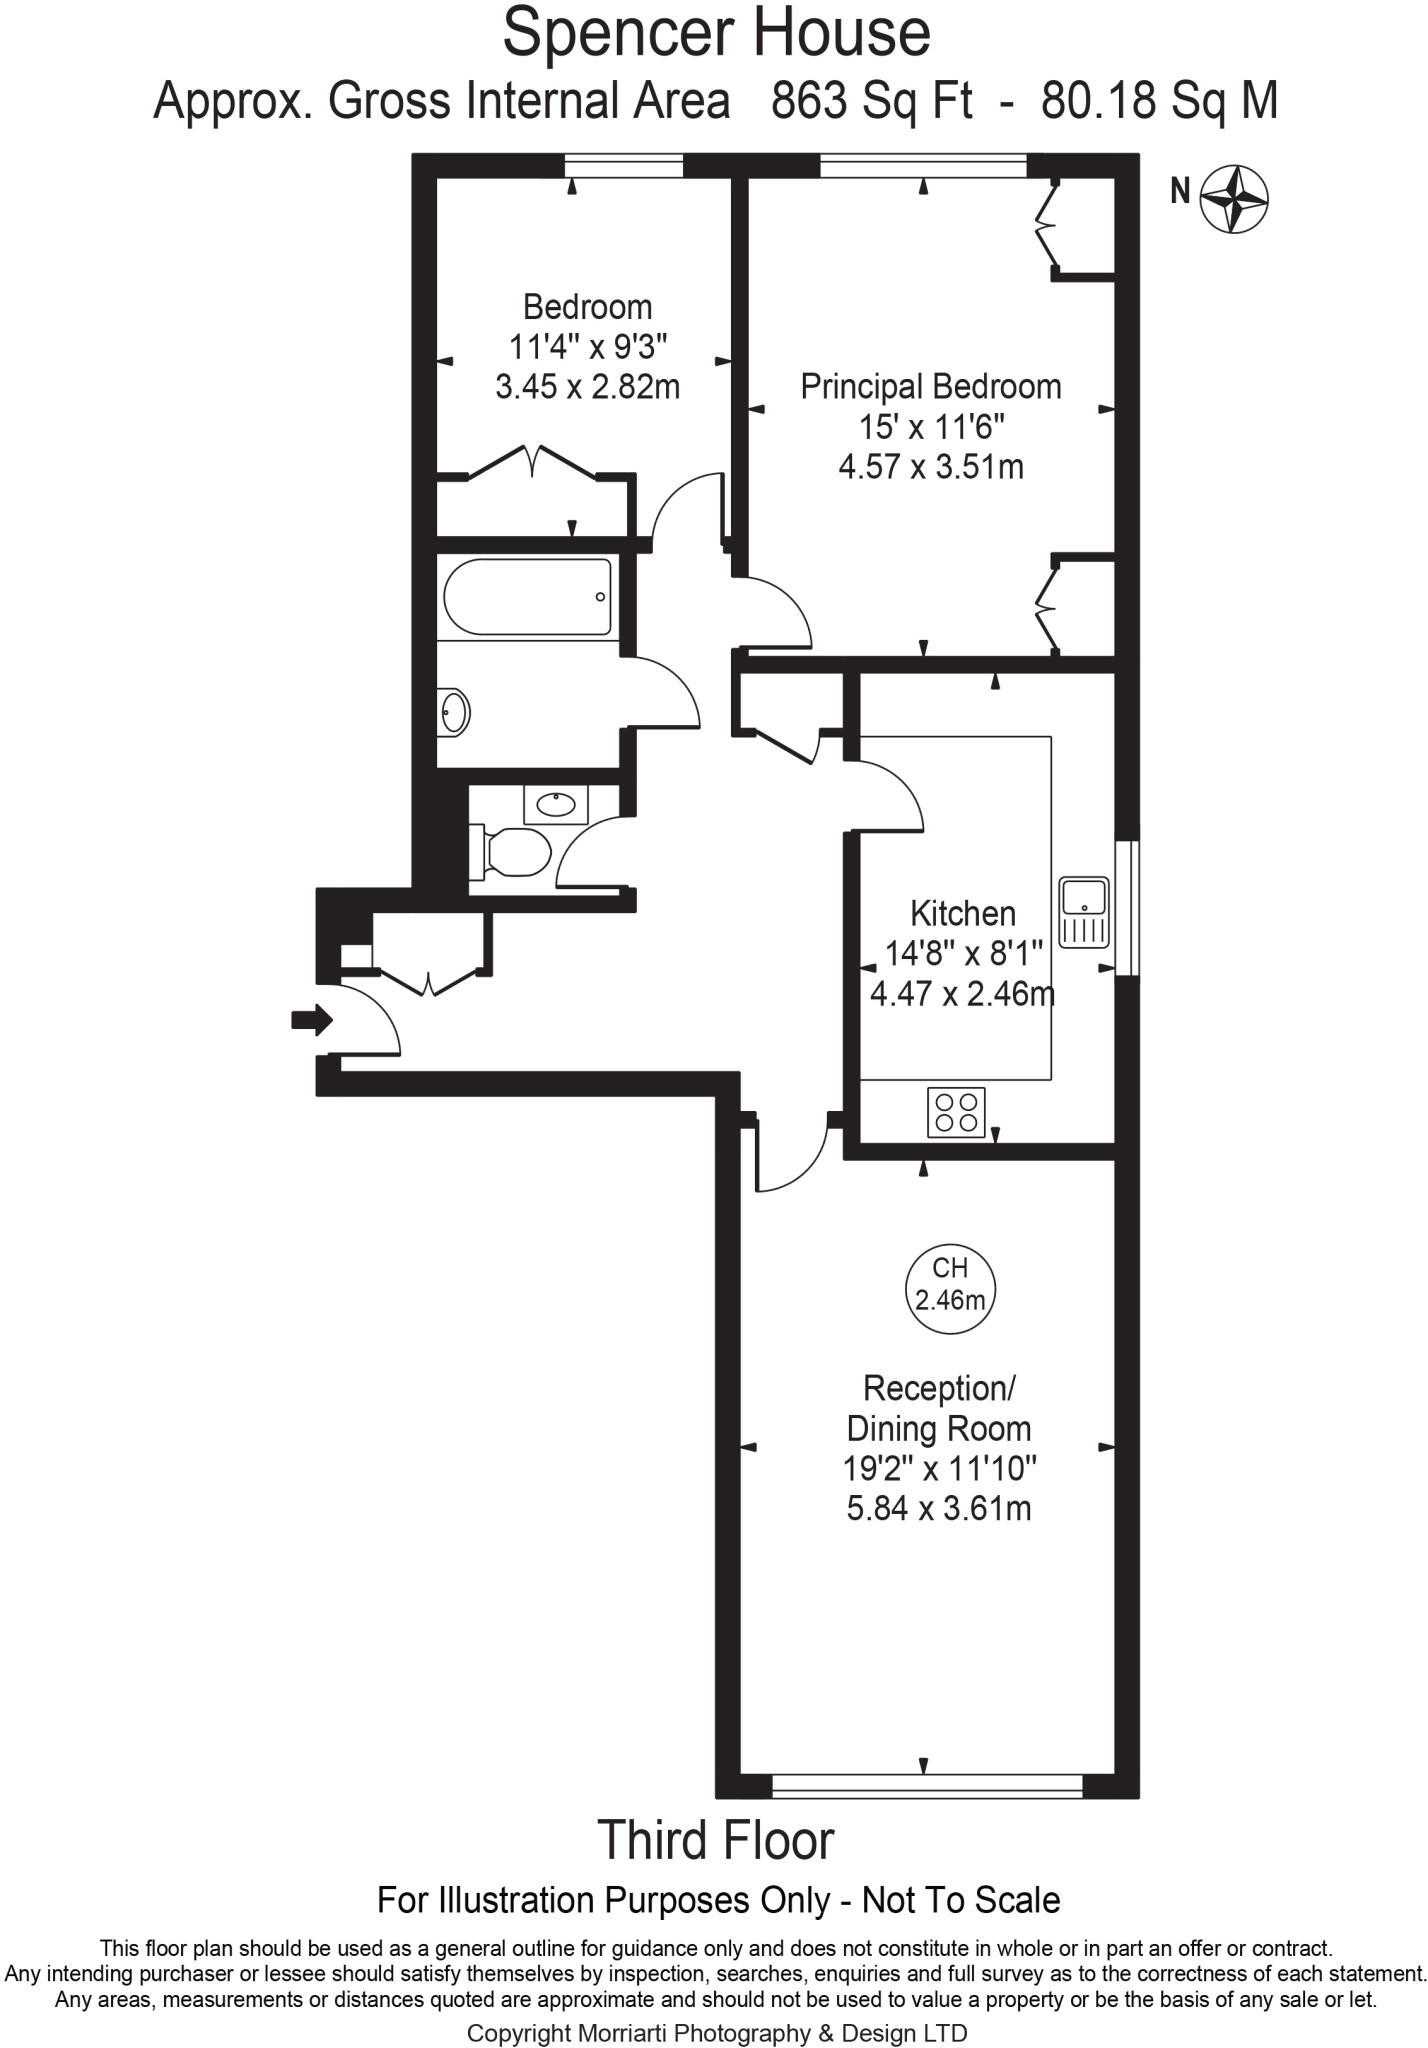 Spencer House
Approx. Gross Internal Area 863 Sq Ft - 80.18 Sq M
N
Bedroom
11'4" x 9'3"
3.45 x 2.82m
Principal Bedroom
15' x 11'6"
4.57 x 3.51m
Kitchen
14'8" x 8'1"
4.47 x 2.46m
CH
2.46m
Reception/
Dining Room
19'2" x 11'10"
5.84 x 3.61m
Third Floor
For Illustration Purposes Only - Not To Scale
This floor plan should be used as a general outline for guidance only and does not constitute in whole or in part an offer or contract.
Any intending purchaser or lessee should satisfy themselves by inspection, searches, enquiries and full survey as to the correctness of each statement.
Any areas, measurements or distances quoted are approximate and should not be used to value a property or be the basis of any sale or let.
Copyright Morriarti Photography & Design LTD